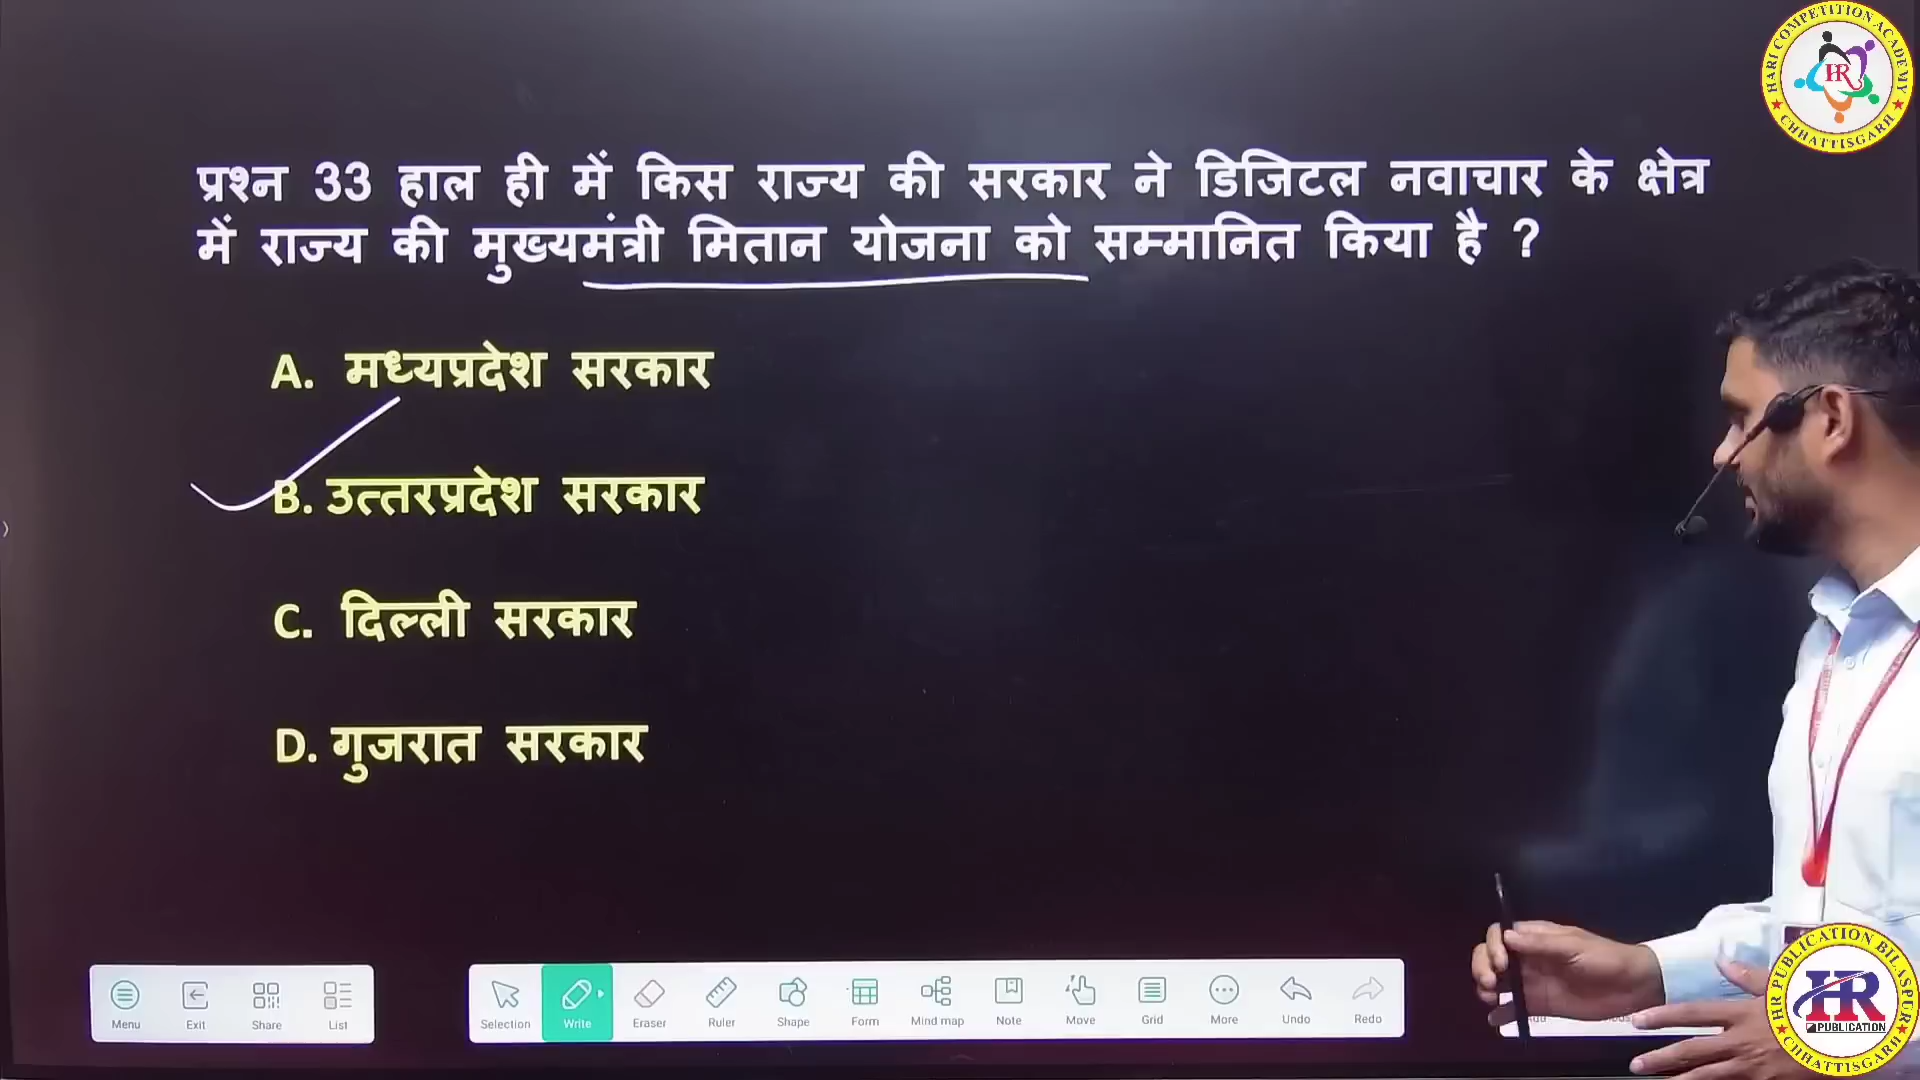 प्रश्न 33 हाल ही में किस राज्य की सरकार ने डिजिटल नवाचार के क्षेत्र
में राज्य की मुख्यमंत्री मितान योजना को सम्मानित किया है ?
A. मध्यप्रदेश सरकार
B. उत्तरप्रदेश सरकार
C. दिल्ली सरकार
D. गुजरात सरकार
Menu Exit Share List
Selection Write Eraser Ruler Shape Form Mind map Note Move Grid More Undo Redo
HARI COMPETITION ACADEMY
HR
CHHATTISGARH
HR PUBLICATION BILASPUR
HR
PUBLICATION
CHHATTISGARH